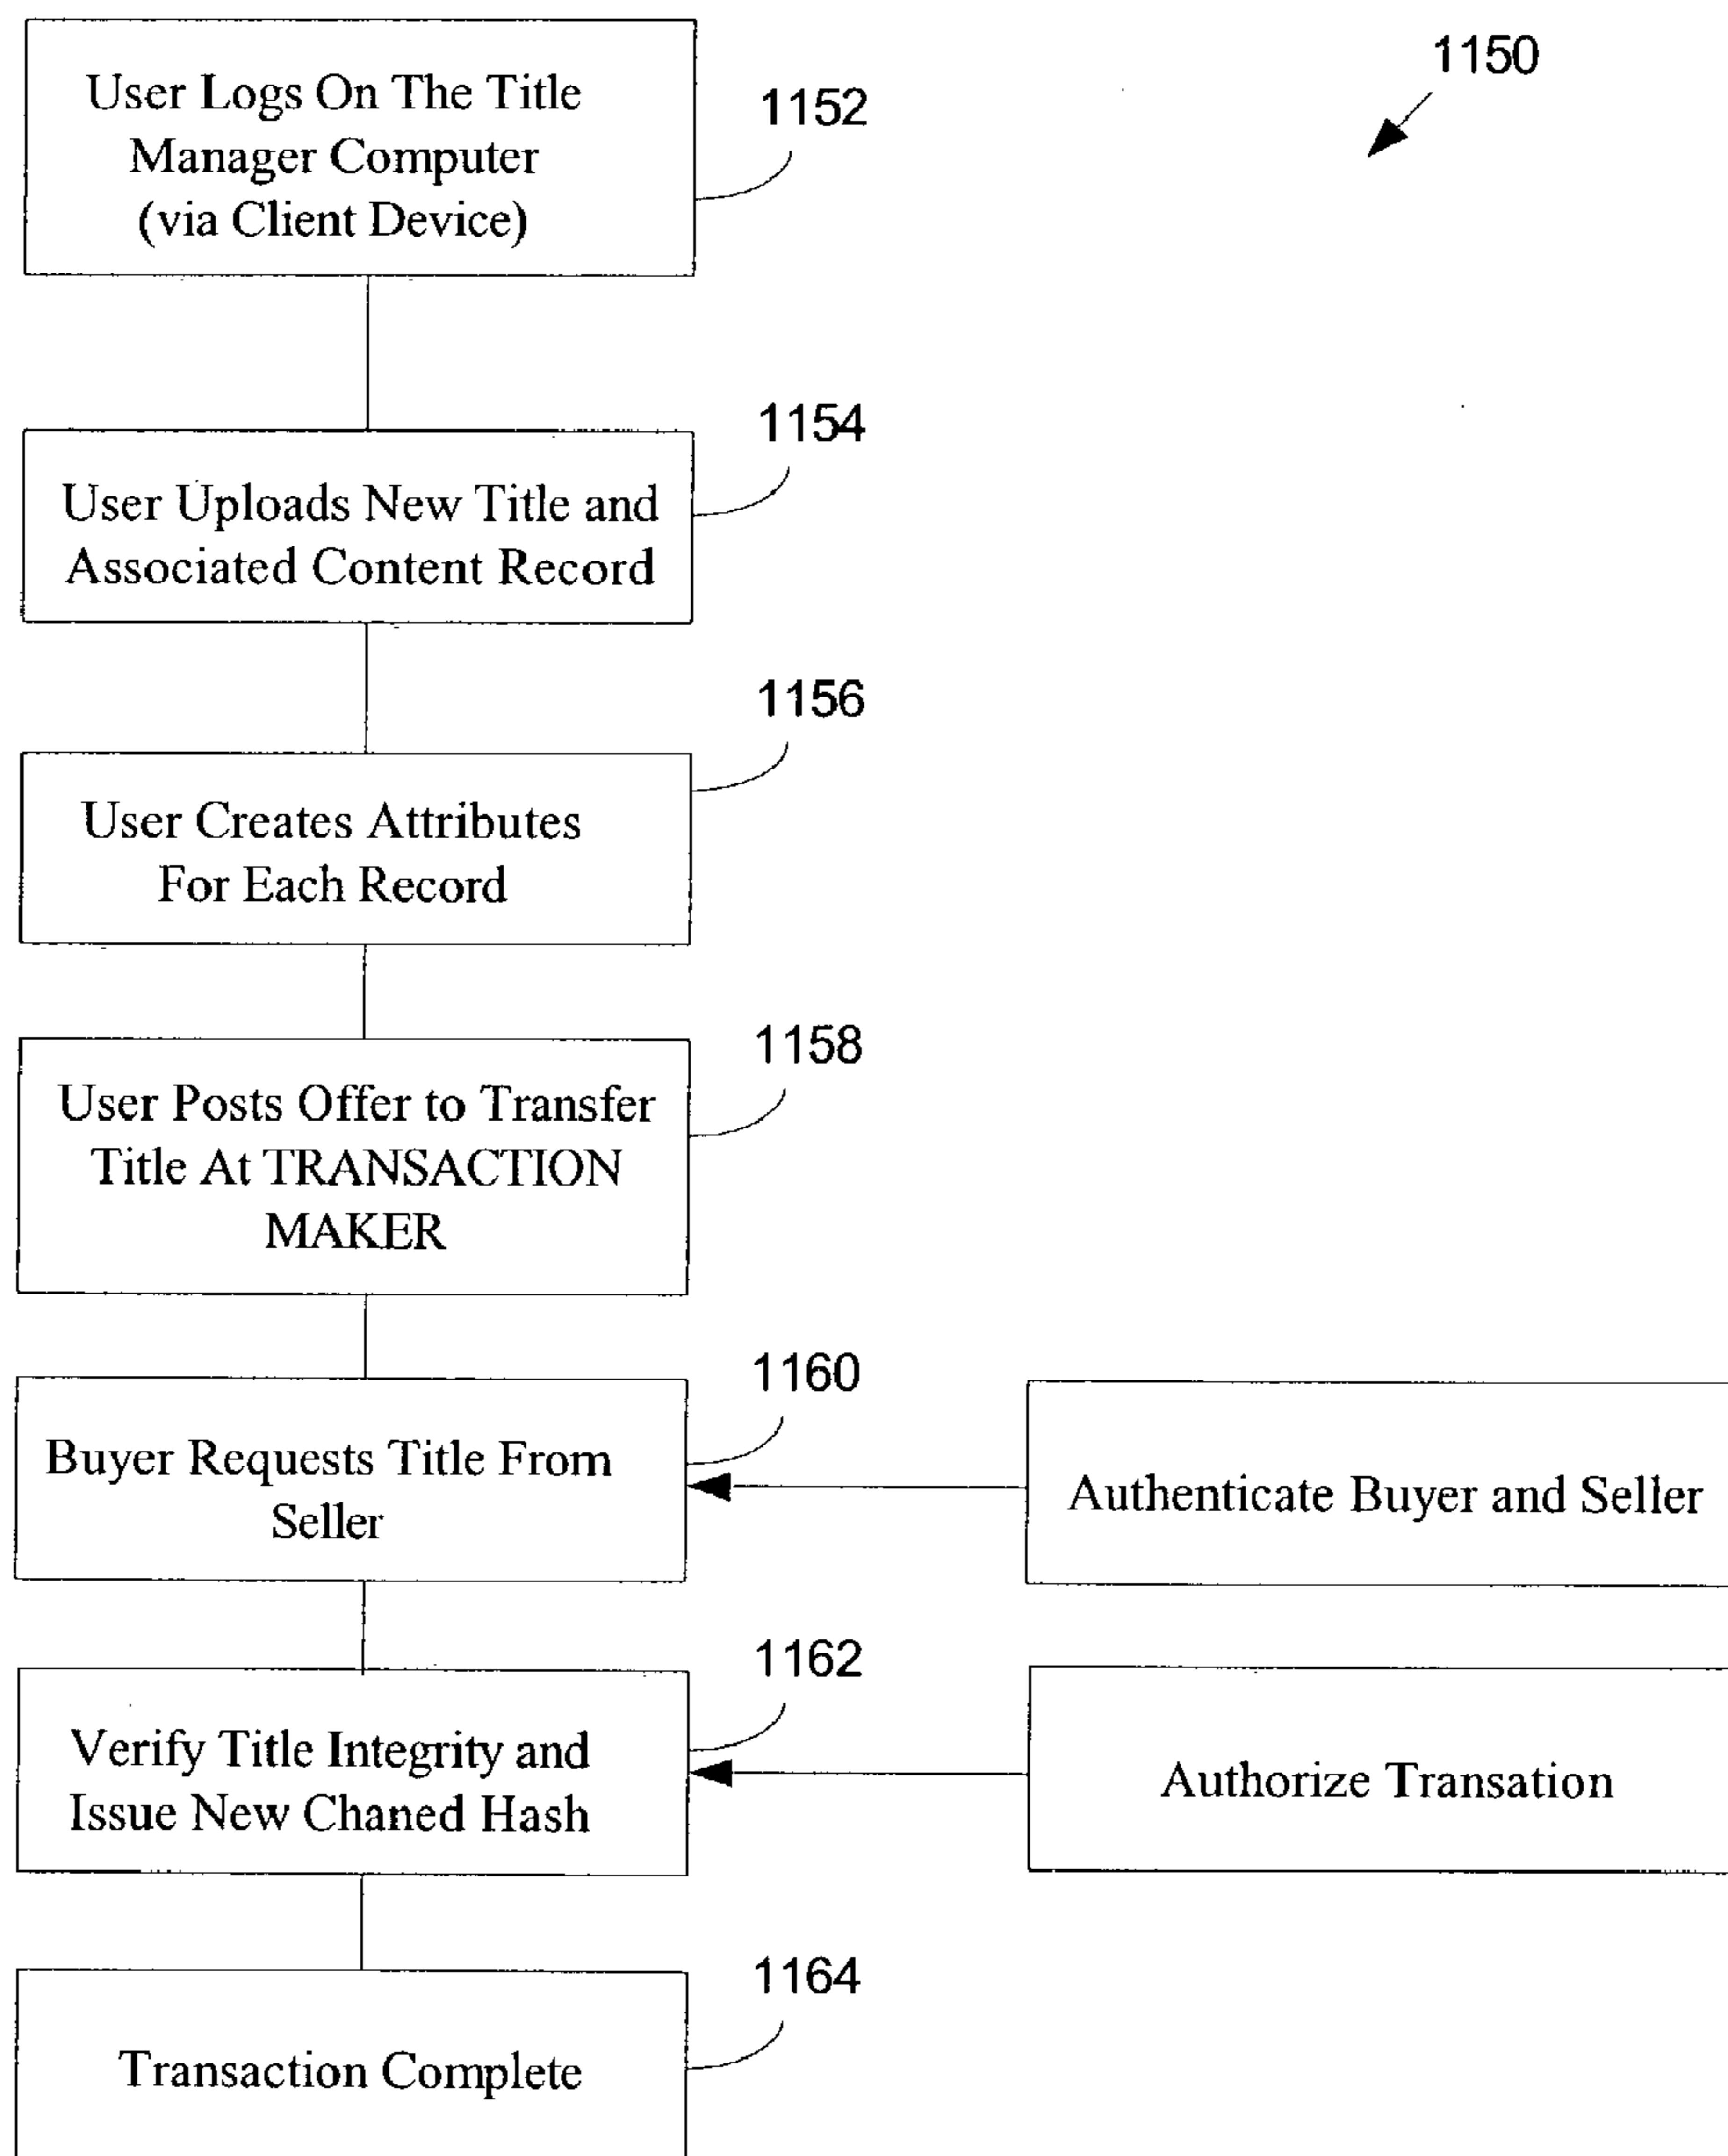 1150
User Logs On The Title
Manager Computer
(via Client Device)
1152
User Uploads New Title and
Associated Content Record
1154
User Creates Attributes
For Each Record
1156
User Posts Offer to Transfer
Title At TRANSACTION
MAKER
1158
Buyer Requests Title From
Seller
1160
Authenticate Buyer and Seller
Verify Title Integrity and
Issue New Chaned Hash
1162
Authorize Transation
Transaction Complete
1164